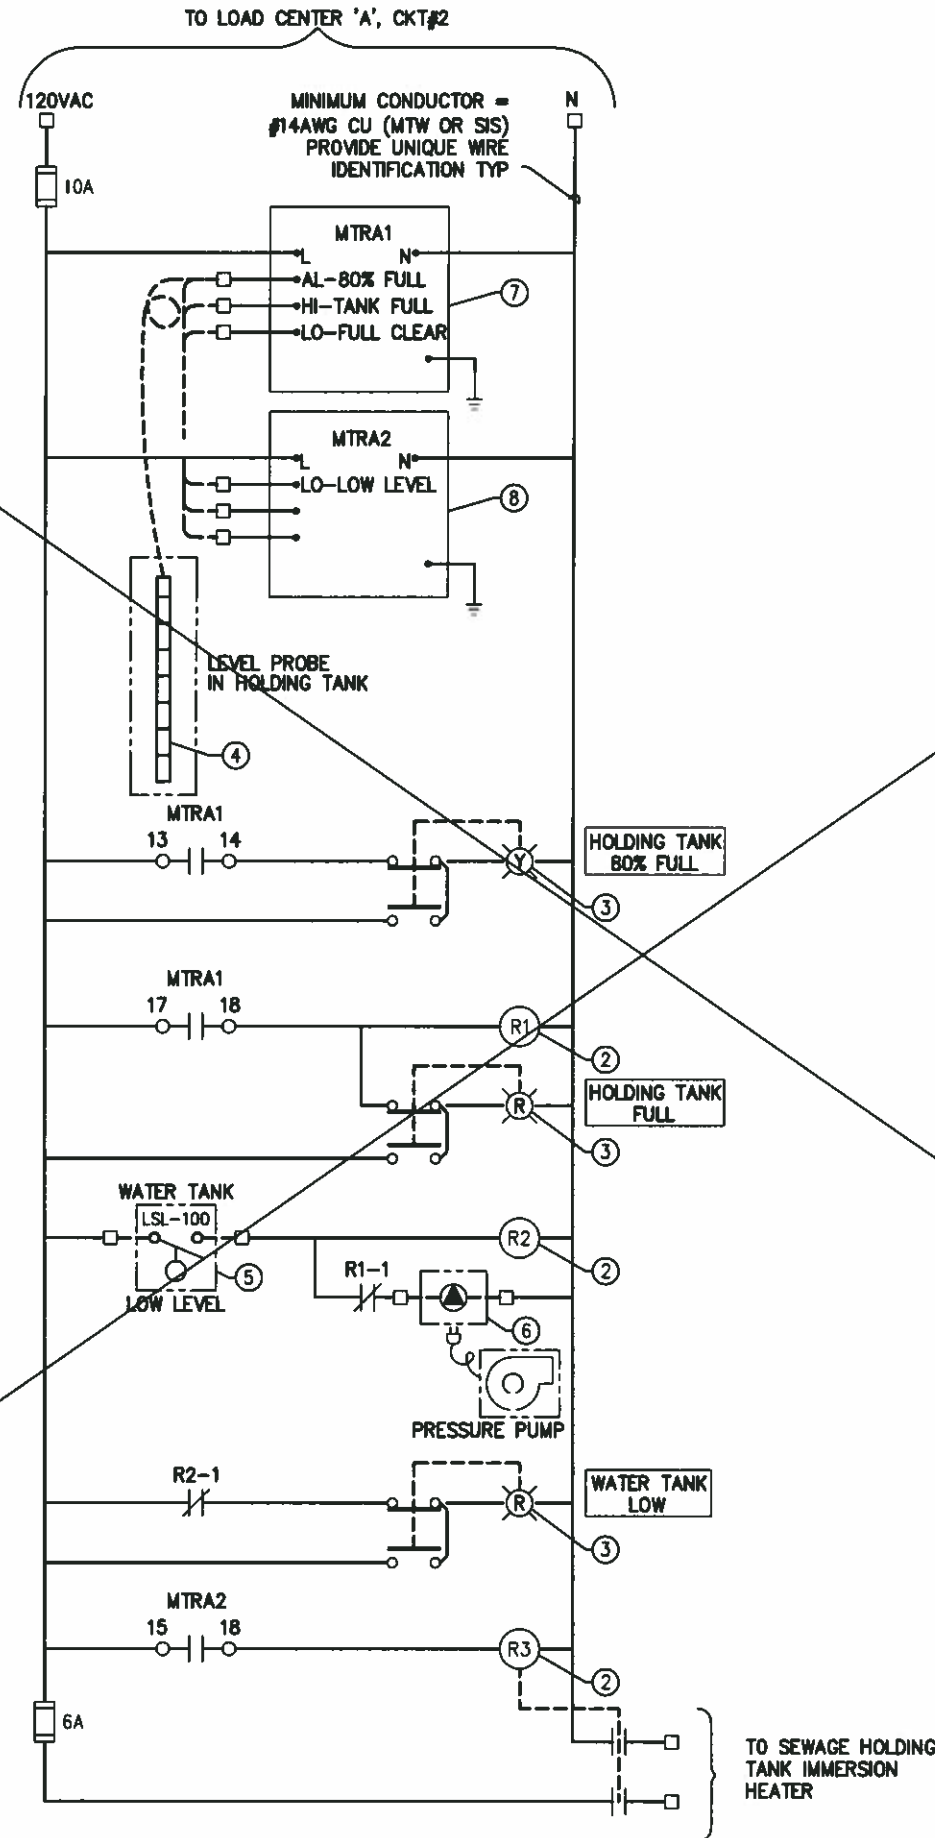 TO LOAD CENTER 'A', CKT#2
120VAC
MINIMUM CONDUCTOR =
#14AWG CU (MTW OR SIS)
PROVIDE UNIQUE WIRE
IDENTIFICATION TYP
N
10A
MTRA1
L N
AL-80% FULL
HI-TANK FULL
LO-FULL CLEAR
7
MTRA2
L N
LO-LOW LEVEL
8
LEVEL PROBE
IN HOLDING TANK
4
MTRA1
13 14
Y
HOLDING TANK
80% FULL
3
MTRA1
17 18
R1
2
R
HOLDING TANK
FULL
3
WATER TANK
LSL-100
LOW LEVEL
5
R2
2
R1-1
6
PRESSURE PUMP
R2-1
R
WATER TANK
LOW
3
MTRA2
15 18
R3
2
6A
TO SEWAGE HOLDING
TANK IMMERSION
HEATER